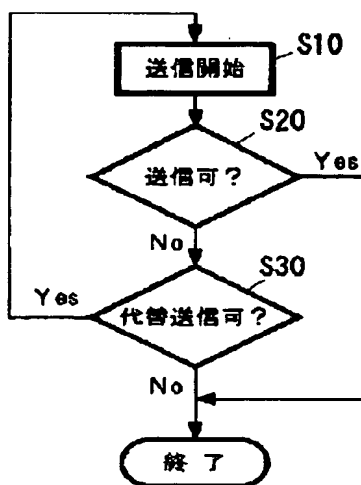 S10
送信開始
S20
送信可?
Yes
No
S30
Yes
代替送信可?
No
終了